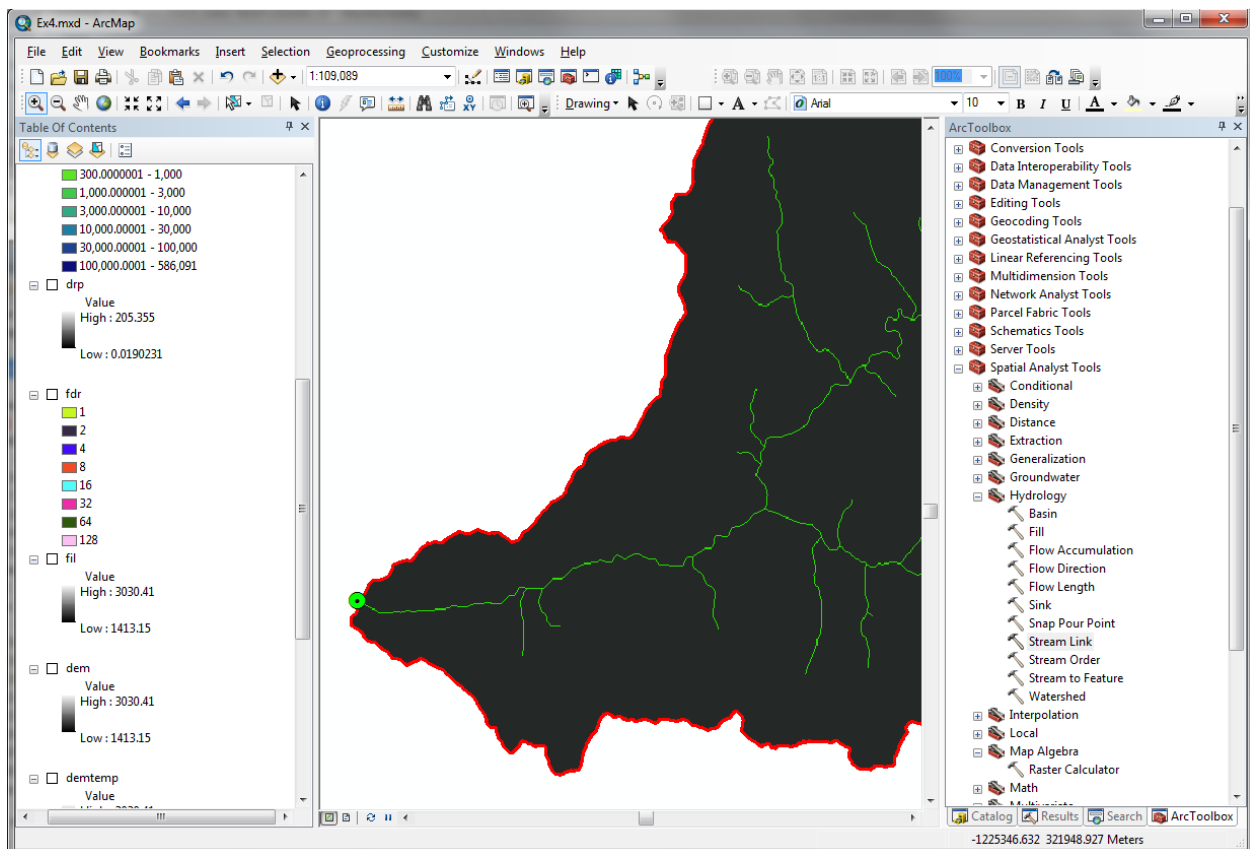 Ex4.mxd - ArcMap
File Edit View Bookmarks Insert Selection Geoprocessing Customize Windows Help
1:109,089
100%
Drawing
A
Arial
10
B I U A
Table Of Contents
300.0000001 - 1,000
1,000.000001 - 3,000
3,000.000001 - 10,000
10,000.00001 - 30,000
30,000.00001 - 100,000
100,000.0001 - 586,091
drp
Value
High : 205.355
Low : 0.0190231
fdr
1
2
4
8
16
32
64
128
fil
Value
High : 3030.41
Low : 1413.15
dem
Value
High : 3030.41
Low : 1413.15
demtemp
Value
ArcToolbox
Conversion Tools
Data Interoperability Tools
Data Management Tools
Editing Tools
Geocoding Tools
Geostatistical Analyst Tools
Linear Referencing Tools
Multidimension Tools
Network Analyst Tools
Parcel Fabric Tools
Schematics Tools
Server Tools
Spatial Analyst Tools
Conditional
Density
Distance
Extraction
Generalization
Groundwater
Hydrology
Basin
Fill
Flow Accumulation
Flow Direction
Flow Length
Sink
Snap Pour Point
Stream Link
Stream Order
Stream to Feature
Watershed
Interpolation
Local
Map Algebra
Raster Calculator
Math
Catalog Results Search ArcToolbox
-1225346.632 321948.927 Meters